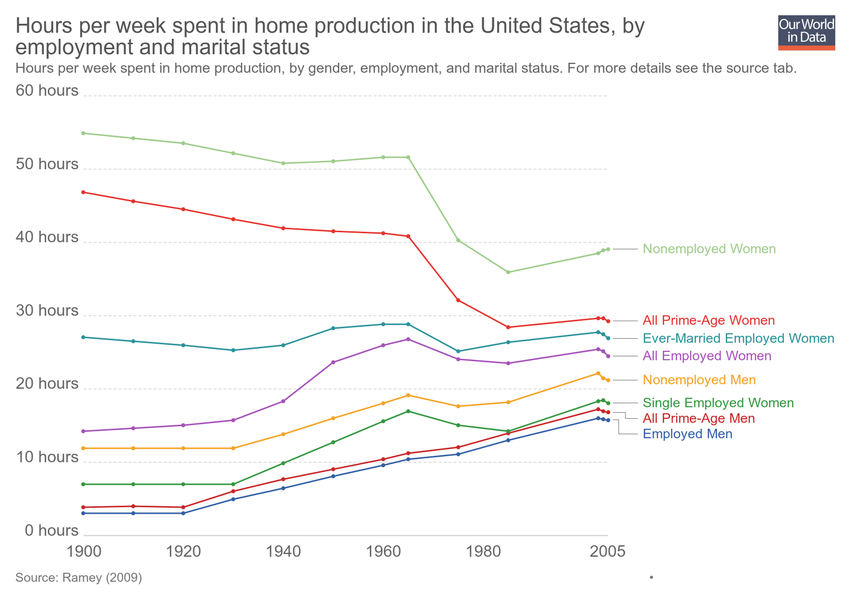 Hours per week spent in home production in the United States, by
employment and marital status
Our World
in Data
Hours per week spent in home production, by gender, employment, and marital status. For more details see the source tab.
60 hours
50 hours
40 hours
30 hours
20 hours
10 hours
0 hours
Nonemployed Women
All Prime-Age Women
Ever-Married Employed Women
All Employed Women
Nonemployed Men
Single Employed Women
All Prime-Age Men
Employed Men
1900 1920 1940 1960 1980 2005
Source: Ramey (2009)